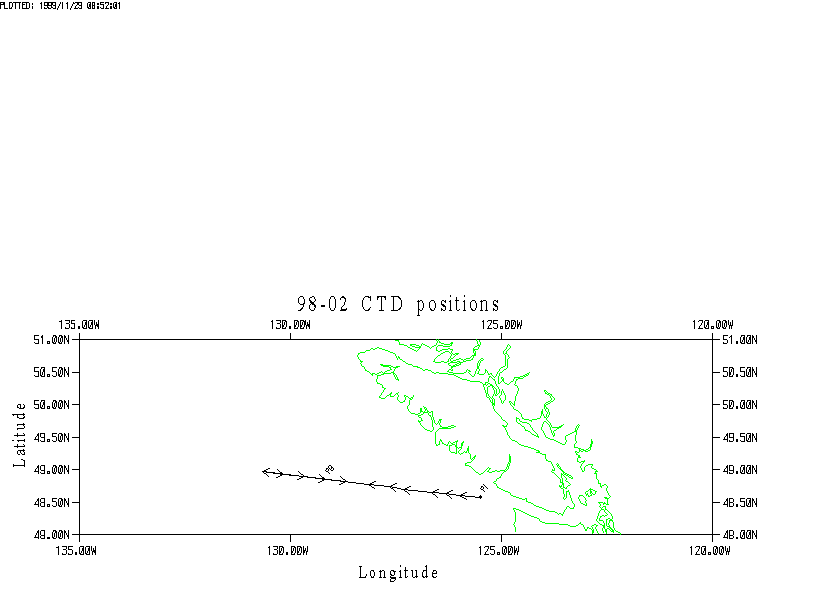 PLOTTED: 1999/11/29 08:52:01
98-02 CTD positions
135.00W 130.00W 125.00W 120.00W
51.00N 51.00N
50.50N 50.50N
50.00N 50.00N
49.50N 49.50N
49.00N 49.00N
48.50N 48.50N
48.00N 48.00N
Latitude
P8
P1
135.00W 130.00W 125.00W 120.00W
Longitude